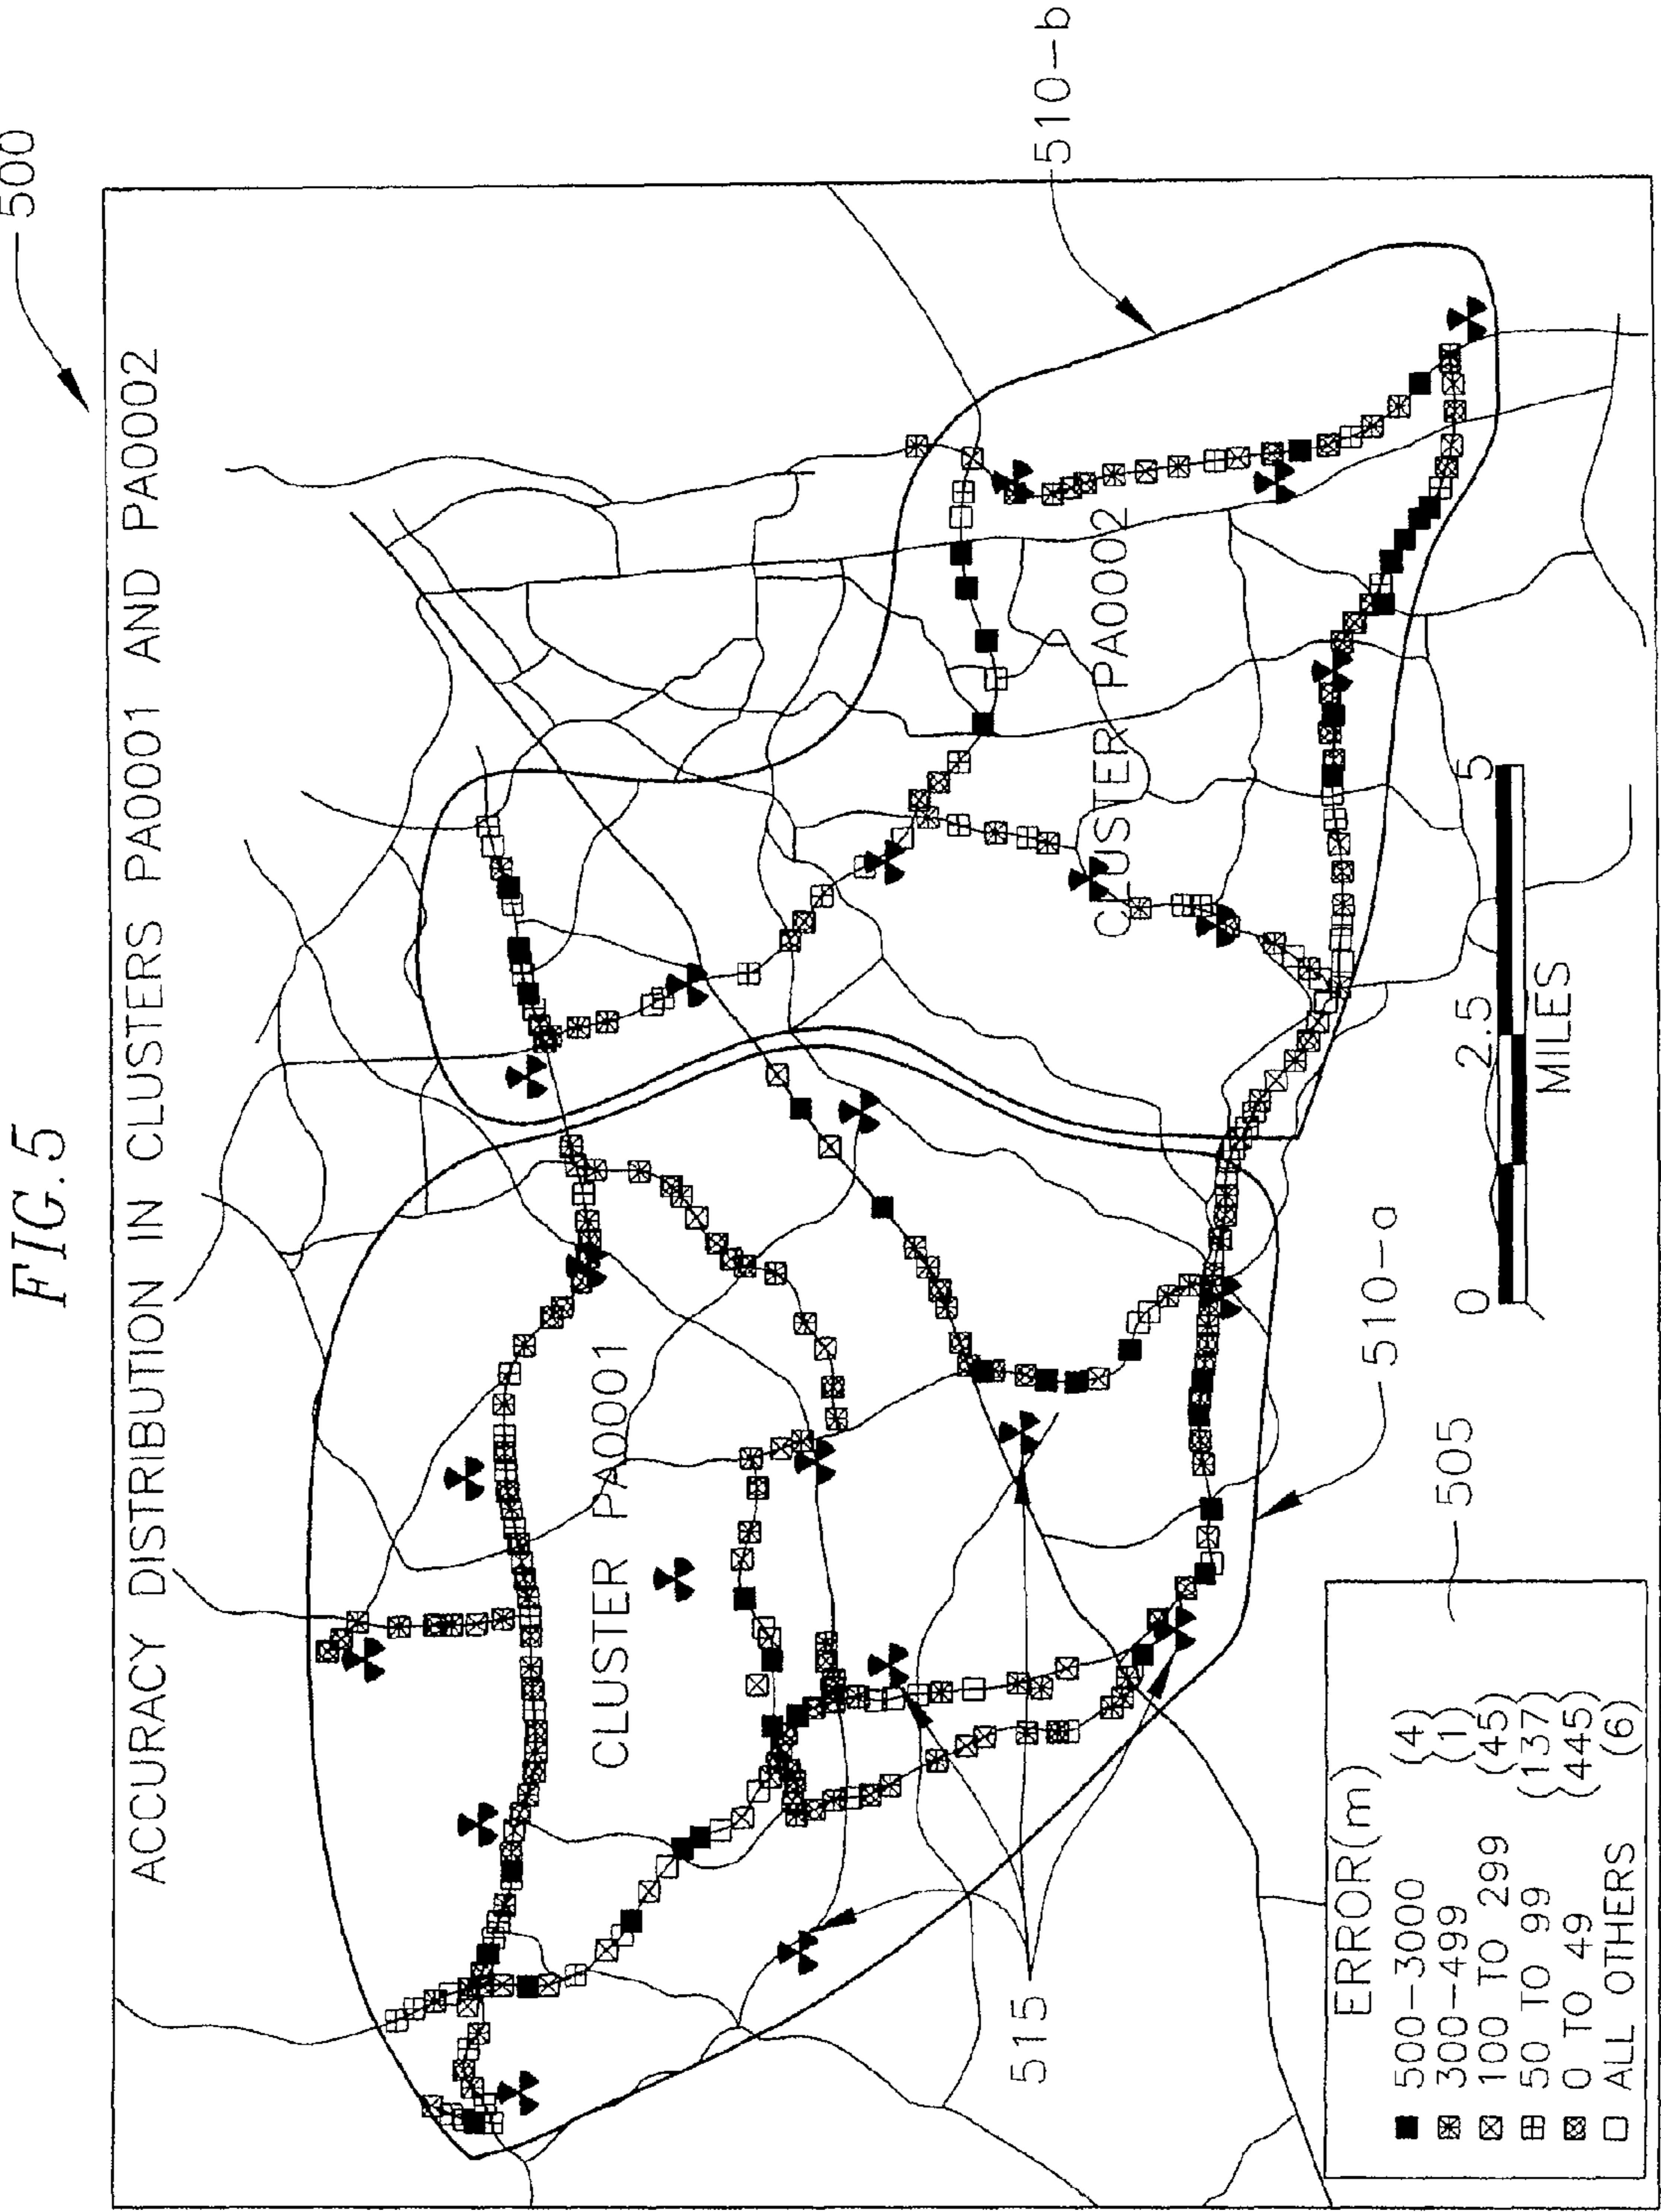 FIG.5
500
ACCURACY DISTRIBUTION IN CLUSTERS PA0001 AND PA0002
510-b
CLUSTER PA0002
CLUSTER PA0001
515
510-a
505
0 2.5 5
MILES
ERROR(m)
500-3000 (4)
300-499 (1)
100 TO 299 (45)
50 TO 99 (137)
0 TO 49 (445)
ALL OTHERS (6)